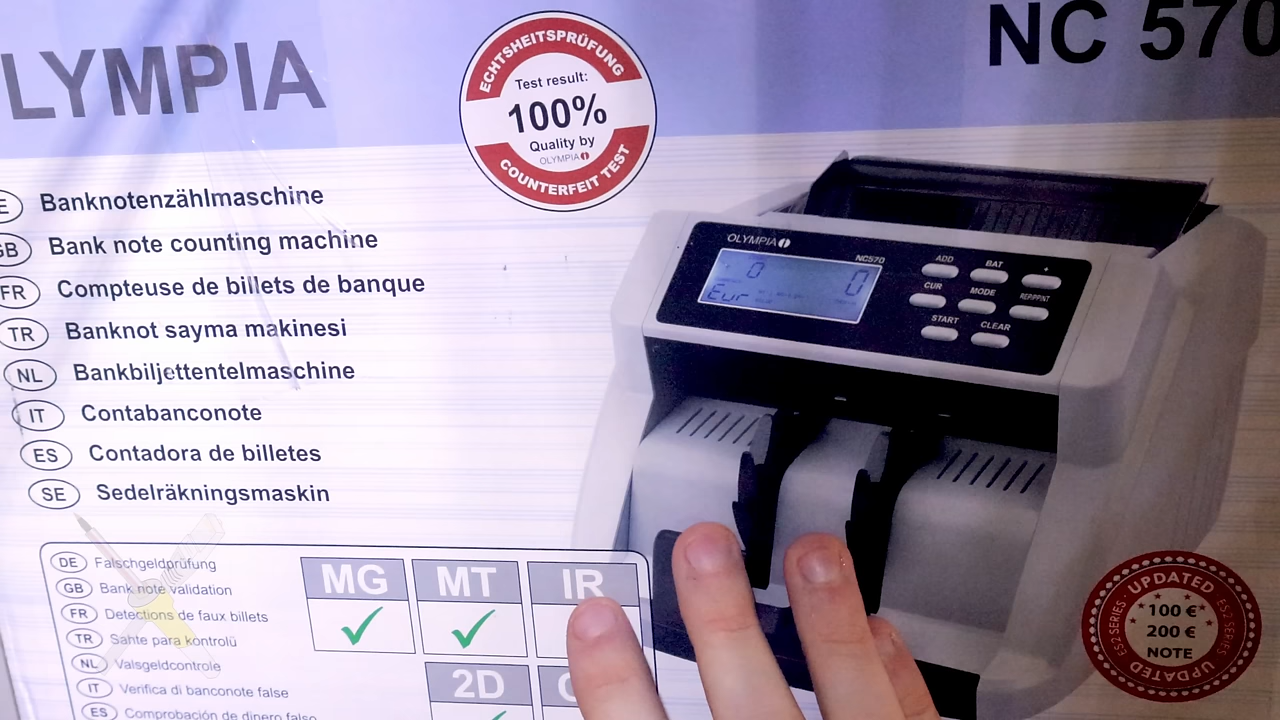 LYMPIA
NC 570
ECHTSHEITSPRÜFUNG
Test result:
100%
Quality by
OLYMPIA
COUNTERFEIT TEST
E Banknotenzählmaschine
GB Bank note counting machine
FR Compteuse de billets de banque
TR Banknot sayma makinesi
NL Bankbiljettentelmaschine
IT Contabanconote
ES Contadora de billetes
SE Sedelräkningsmaskin
OLYMPIA
NC570
0 0
Eur
ADD BAT +
CUR MODE REP/PRINT
START CLEAR
DE Falschgeldprüfung
GB Bank note validation
FR Detections de faux billets
TR Sahte para kontrolü
NL Valsgeldcontrole
IT Verifica di banconote false
ES Comprobación de dinero falso
MG MT IR
2D
UPDATED
ES2 SERIES
100 €
200 €
NOTE
UPDATED
ES2 SERIES